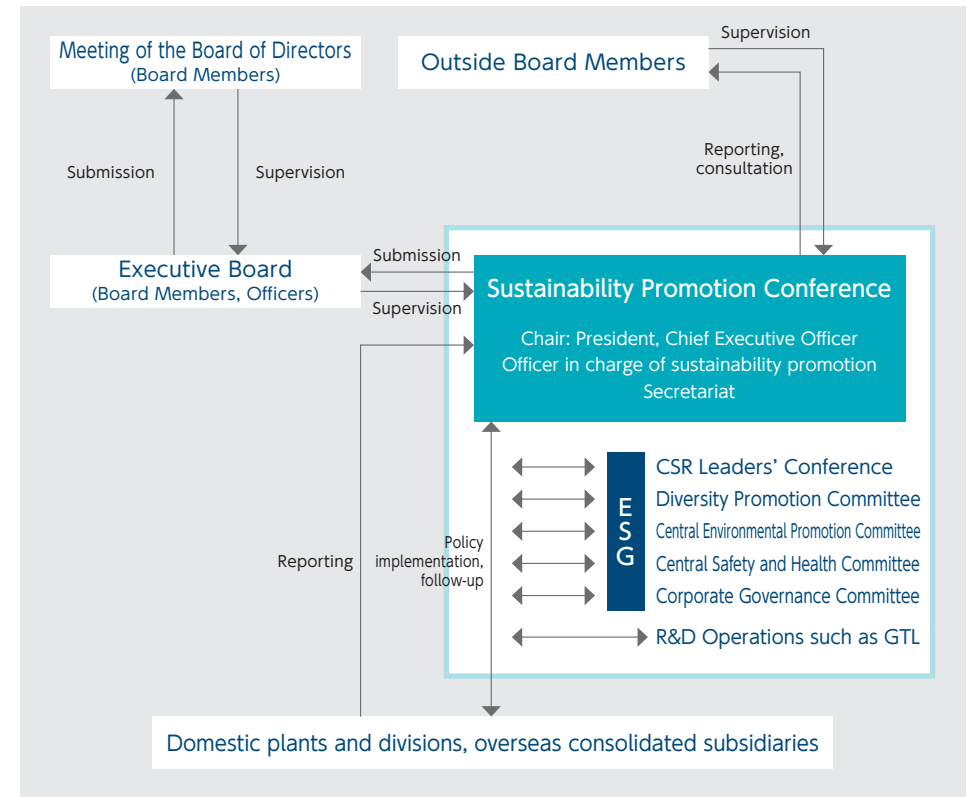 Meeting of the Board of Directors
(Board Members)
Outside Board Members
Supervision
Submission
Supervision
Reporting,
consultation
Executive Board
(Board Members, Officers)
Submission
Supervision
Sustainability Promotion Conference
Chair: President, Chief Executive Officer
Officer in charge of sustainability promotion
Secretariat
Reporting
Policy
implementation,
follow-up
ESG
CSR Leaders’ Conference
Diversity Promotion Committee
Central Environmental Promotion Committee
Central Safety and Health Committee
Corporate Governance Committee
R&D Operations such as GTL
Domestic plants and divisions, overseas consolidated subsidiaries